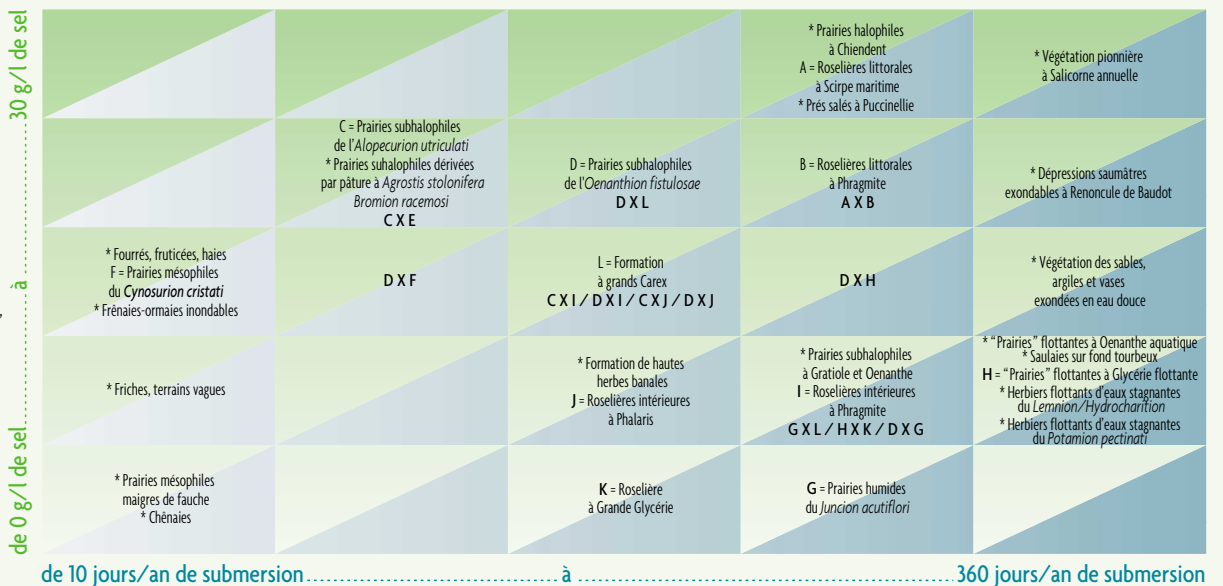 30 g/l de sel
à
de 0 g/l de sel
* Prairies halophiles
à Chiendent
A = Roselières littorales
à Scirpe maritime
* Prés salés à Puccinellie
* Végétation pionnière
à Salicorne annuelle
C = Prairies subhalophiles
de l'Alopecurion utriculati
* Prairies suhalophiles dérivées
par pâture à Agrostis stolonifera
Bromion racemosi
C X E
D = Prairies subhalophiles
de l'Oenanthion fistulosae
D X L
B = Roselières littorales
à Phragmite
A X B
* Dépressions saumâtres
exondables à Renoncule de Baudot
* Fourrés, fruticées, haies
F = Prairies mésophiles
du Cynosurion cristati
* Frênaies-ormaies inondables
D X F
L = Formation
à grands Carex
C X I / D X I / C X J / D X J
D X H
* Végétation des sables,
argiles et vases
exondées en eau douce
* Friches, terrains vagues
* Formation de hautes
herbes banales
J = Roselières intérieures
à Phalaris
* Prairies subhalophiles
à Gratiole et Oenanthe
I = Roselières intérieures
à Phragmite
G X L / H X K / D X G
* "Prairies" flottantes à Oenanthe aquatique
* Saulaies sur fond tourbeux
H = "Prairies" flottantes à Glycérie flottante
* Herbiers flottants d'eaux stagnantes
du Lemnion/Hydrocharition
* Herbiers flottants d'eaux stagnantes
du Potamion pectinati
* Prairies mésophiles
maigres de fauche
* Chênaies
K = Roselière
à Grande Glycérie
G = Prairies humides
du Juncion acutiflori
de 10 jours/an de submersion à 360 jours/an de submersion